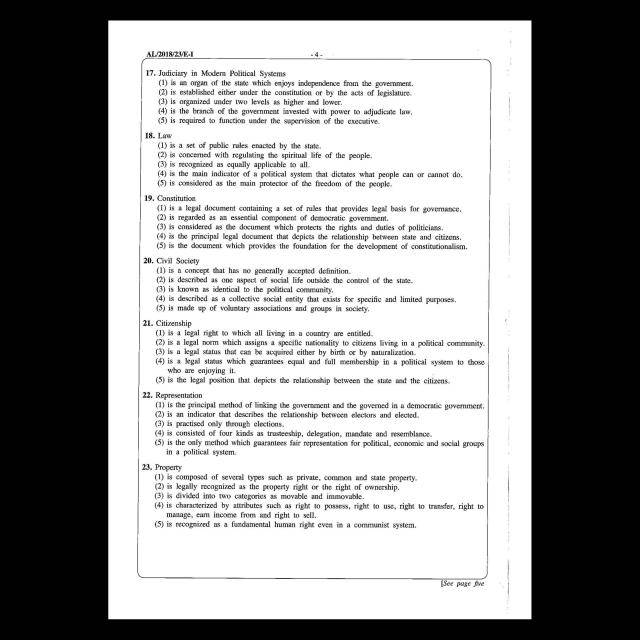 AL/2018/23/E-I
- 4 -
17. Judiciary in Modern Political Systems
(1) is an organ of the state which enjoys independence from the government.
(2) is established either under the constitution or by the acts of legislature.
(3) is organized under two levels as higher and lower.
(4) is the branch of the government invested with power to adjudicate law.
(5) is required to function under the supervision of the executive.
18. Law
(1) is a set of public rules enacted by the state.
(2) is concerned with regulating the spiritual life of the people.
(3) is recognized as equally applicable to all.
(4) is the main indicator of a political system that dictates what people can or cannot do.
(5) is considered as the main protector of the freedom of the people.
19. Constitution
(1) is a legal document containing a set of rules that provides legal basis for governance.
(2) is regarded as an essential component of democratic government.
(3) is considered as the document which protects the rights and duties of politicians.
(4) is the principal legal document that depicts the relationship between state and citizens.
(5) is the document which provides the foundation for the development of constitutionalism.
20. Civil Society
(1) is a concept that has no generally accepted definition.
(2) is described as one aspect of social life outside the control of the state.
(3) is known as identical to the political community.
(4) is described as a collective social entity that exists for specific and limited purposes.
(5) is made up of voluntary associations and groups in society.
21. Citizenship
(1) is a legal right to which all living in a country are entitled.
(2) is a legal norm which assigns a specific nationality to citizens living in a political community.
(3) is a legal status that can be acquired either by birth or by naturalization.
(4) is a legal status which guarantees equal and full membership in a political system to those
who are enjoying it.
(5) is the legal position that depicts the relationship between the state and the citizens.
22. Representation
(1) is the principal method of linking the government and the governed in a democratic government.
(2) is an indicator that describes the relationship between electors and elected.
(3) is practised only through elections.
(4) is consisted of four kinds as trusteeship, delegation, mandate and resemblance.
(5) is the only method which guarantees fair representation for political, economic and social groups
in a political system.
23. Property
(1) is composed of several types such as private, common and state property.
(2) is legally recognized as the property right or the right of ownership.
(3) is divided into two categories as movable and immovable.
(4) is characterized by attributes such as right to possess, right to use, right to transfer, right to
manage, earn income from and right to sell.
(5) is recognized as a fundamental human right even in a communist system.
[See page five